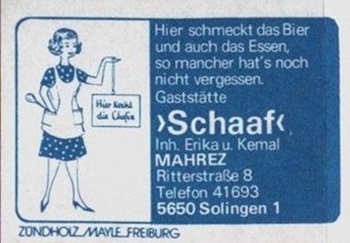 Hier schmeckt das Bier
und auch das Essen,
so mancher hat's noch
nicht vergessen.
Gaststätte
›Schaaf‹
Inh. Erika u. Kemal
MAHREZ
Ritterstraße 8
Telefon 41693
5650 Solingen 1
Hier kocht
die Chefin
ZÜNDHOLZ_MAYLE_FREIBURG